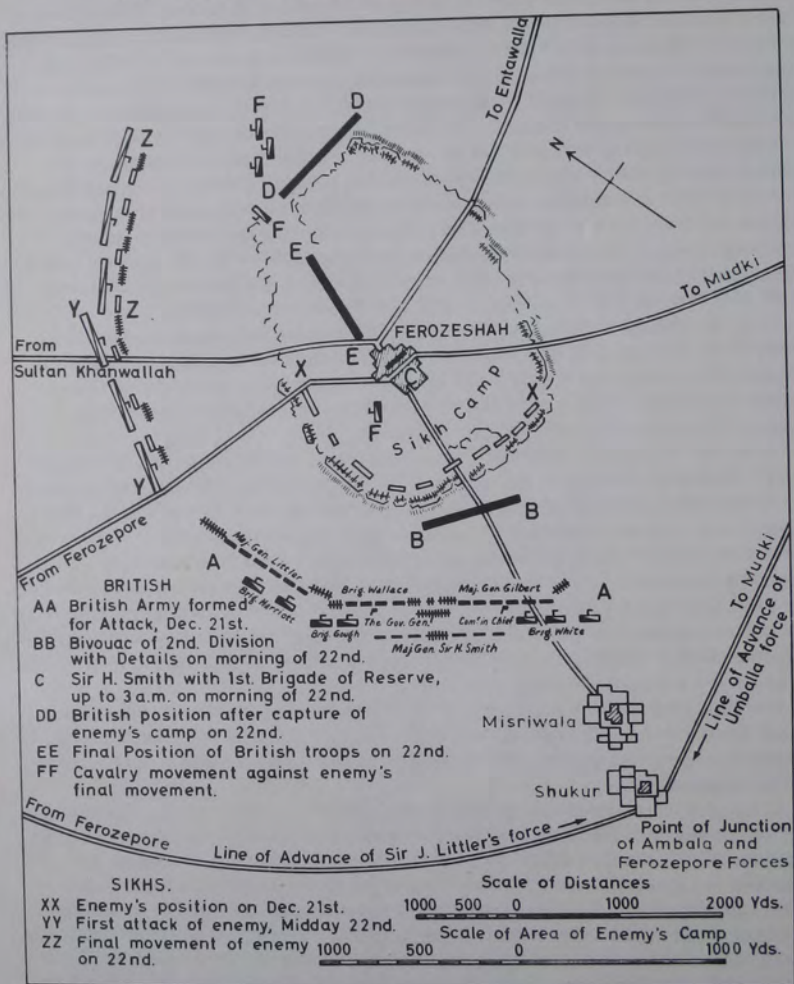 To Entawalla
F
D
Z
N
D
F
Z
E
To Mudki
Y
FEROZESHAH
From
Sultan Khanwallah
E
X
C
X
F
Sikh Camp
Y
B
B
From Ferozepore
A
Maj. Gen. Littler
Brig. Harriott
Brig. Wallace
Maj. Gen. Gilbert
A
The Gov. Gen!
Com! in Chief
Brig. Gough
Brig. White
Maj Gen. Sir H. Smith
To Mudki
Line of Advance of
Umballa force
BRITISH
AA British Army formed
for Attack, Dec. 21st.
BB Bivouac of 2nd. Division
with Details on morning of 22nd.
C Sir H. Smith with 1st. Brigade of Reserve,
up to 3 a.m. on morning of 22nd.
DD British position after capture of
enemy's camp on 22nd.
EE Final Position of British troops on 22nd.
FF Cavalry movement against enemy's
final movement.
Misriwala
Shukur
From Ferozepore
Line of Advance of Sir J. Littler's force
Point of Junction
of Ambala and
Ferozepore Forces
SIKHS.
XX Enemy's position on Dec. 21st.
YY First attack of enemy, Midday 22nd.
ZZ Final movement of enemy
on 22nd.
Scale of Distances
1000 500 0 1000 2000 Yds.
Scale of Area of Enemy's Camp
1000 500 0 1000 Yds.